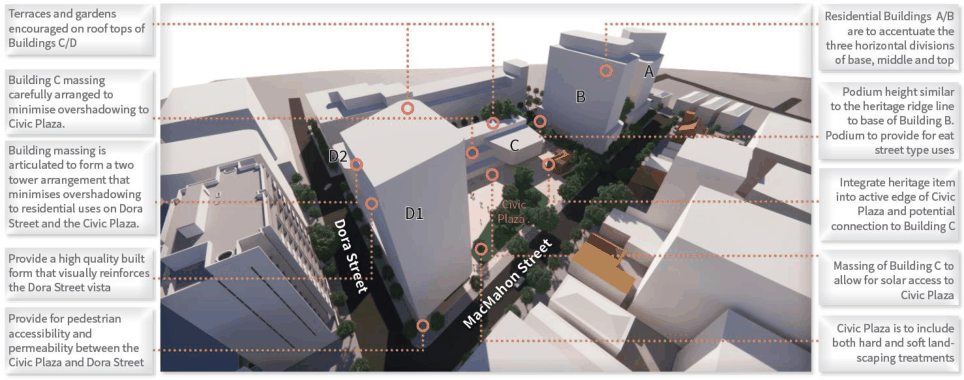 Terraces and gardens
encouraged on roof tops of
Buildings C/D
Building C massing
carefully arranged to
minimise overshadowing to
Civic Plaza.
Building massing is
articulated to form a two
tower arrangement that
minimises overshadowing
to residential uses on Dora
Street and the Civic Plaza.
Provide a high quality built
form that visually reinforces
the Dora Street vista
Provide for pedestrian
accessibility and
permeability between the
Civic Plaza and Dora Street
A
B
C
D2
D1
Civic
Plaza
Dora Street
MacMahon Street
Residential Buildings A/B
are to accentuate the
three horizontal divisions
of base, middle and top
Podium height similar
to the heritage ridge line
to base of Building B.
Podium to provide for eat
street type uses
Integrate heritage item
into active edge of Civic
Plaza and potential
connection to Building C
Massing of Building C to
allow for solar access to
Civic Plaza
Civic Plaza is to include
both hard and soft land-
scaping treatments